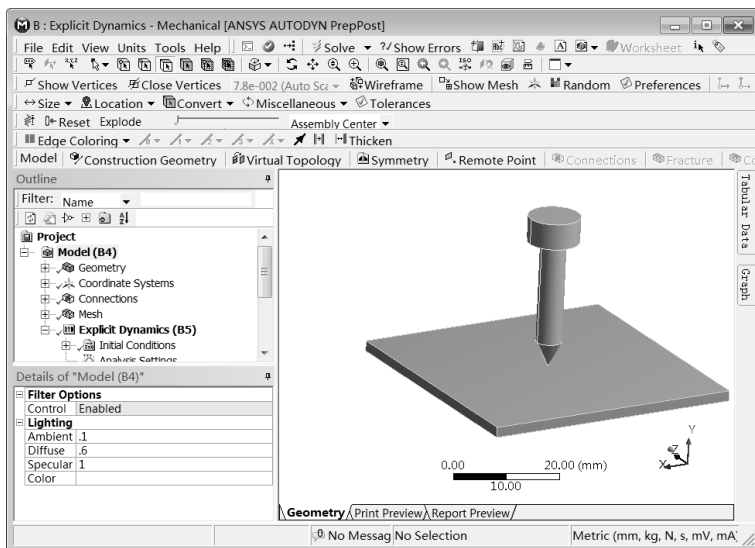 B : Explicit Dynamics - Mechanical [ANSYS AUTODYN PrepPost]
File Edit View Units Tools Help Solve Show Errors Worksheet
Show Vertices Close Vertices 7.8e-002 (Auto Sca Wireframe Show Mesh Random Preferences
Size Location Convert Miscellaneous Tolerances
Reset Explode Assembly Center
Edge Coloring Thicken
Model Construction Geometry Virtual Topology Symmetry Remote Point Connections Fracture Co
Outline
Filter: Name
Project
Model (B4)
Geometry
Coordinate Systems
Connections
Mesh
Explicit Dynamics (B5)
Initial Conditions
Analysis Settings
Details of "Model (B4)"
Filter Options
Control Enabled
Lighting
Ambient .1
Diffuse .6
Specular 1
Color
Tabular Data
Graph
Y
Z
X
0.00 20.00 (mm)
10.00
Geometry Print Preview Report Preview
No Messag No Selection Metric (mm, kg, N, s, mV, mA)